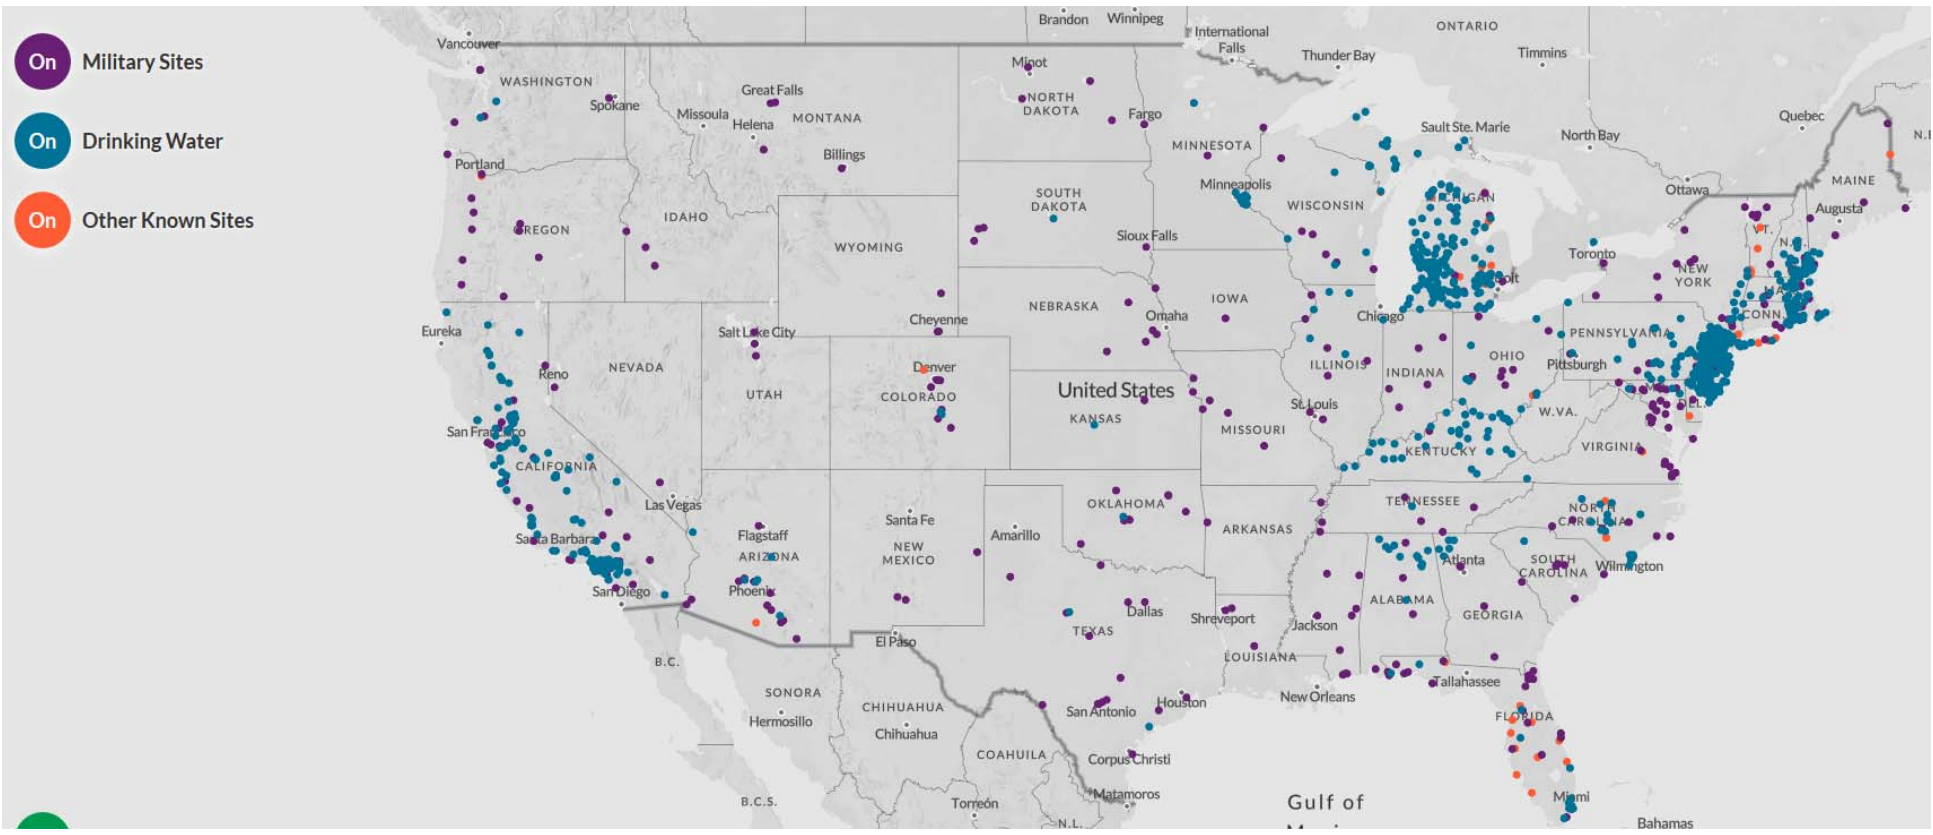 On Military Sites
On Drinking Water
On Other Known Sites
Brandon
Winnipeg
International
Falls
Thunder Bay
ONTARIO
Timmins
Vancouver
WASHINGTON
Spokane
Great Falls
Missoula
Helena
MONTANA
Billings
Minot
NORTH
DAKOTA
Fargo
MINNESOTA
Minneapolis
WISCONSIN
Sault Ste. Marie
North Bay
Quebec
Ottawa
MAINE
Augusta
VT.
Portland
OREGON
IDAHO
WYOMING
SOUTH
DAKOTA
Sioux Falls
Toronto
NEW
YORK
CONN.
Eureka
Salt Lake City
Cheyenne
NEBRASKA
Omaha
IOWA
Chicago
PENNSYLVANIA
Pittsburgh
OHIO
INDIANA
ILLINOIS
Reno
NEVADA
UTAH
Denver
COLORADO
United States
KANSAS
St. Louis
MISSOURI
W.VA.
DEL.
VIRGINIA
KENTUCKY
CALIFORNIA
Las Vegas
Santa Fe
NEW
MEXICO
Amarillo
OKLAHOMA
ARKANSAS
TENNESSEE
NORTH
CAROLINA
Flagstaff
ARIZONA
Phoenix
Santa Barbara
San Diego
Atlanta
SOUTH
CAROLINA
Wilmington
ALABAMA
GEORGIA
Dallas
Shreveport
Jackson
TEXAS
El Paso
LOUISIANA
B.C.
SONORA
Hermosillo
CHIHUAHUA
Chihuahua
San Antonio
Houston
New Orleans
Tallahassee
FLORIDA
COAHUILA
Corpus Christi
B.C.S.
Torreón
Matamoros
N.L.
Gulf of
Miami
Bahamas